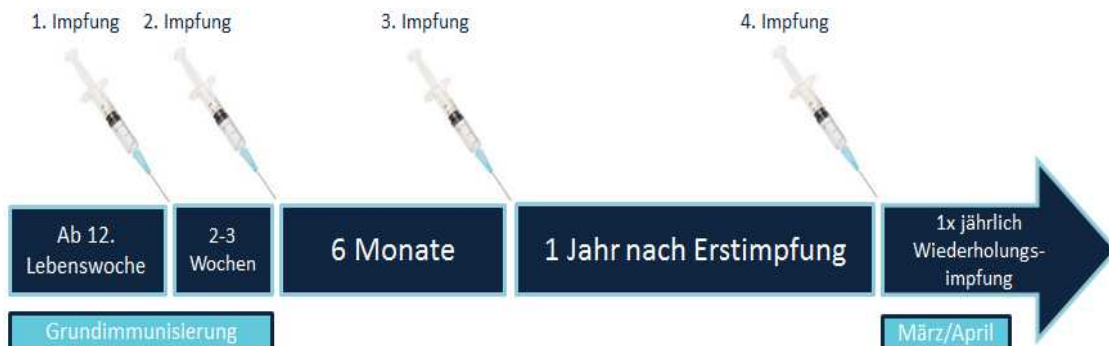 1. Impfung 2. Impfung 3. Impfung 4. Impfung
Ab 12.
Lebenswoche
2-3
Wochen
6 Monate
1 Jahr nach Erstimpfung
1x jährlich
Wiederholungs-
impfung
Grundimmunisierung
März/April